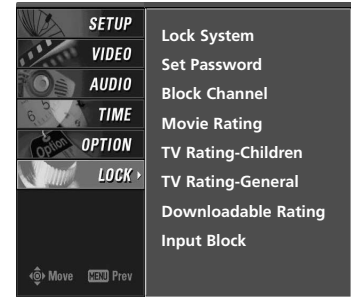 SETUP
VIDEO
AUDIO
TIME
OPTION
LOCK
Move MENU Prev
Lock System
Set Password
Block Channel
Movie Rating
TV Rating-Children
TV Rating-General
Downloadable Rating
Input Block